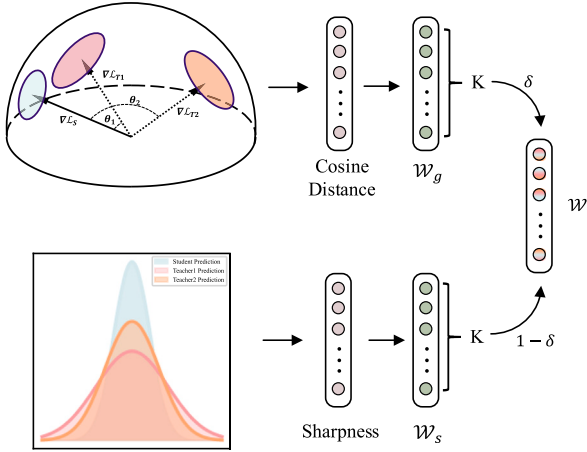 ∇ℒ_T1
θ₂
∇ℒ_S
θ₁
∇ℒ_T2
K
δ
Cosine
Distance
𝒲_g
𝒲
Student Prediction
Teacher1 Prediction
Teacher2 Prediction
K
1 − δ
Sharpness
𝒲_s